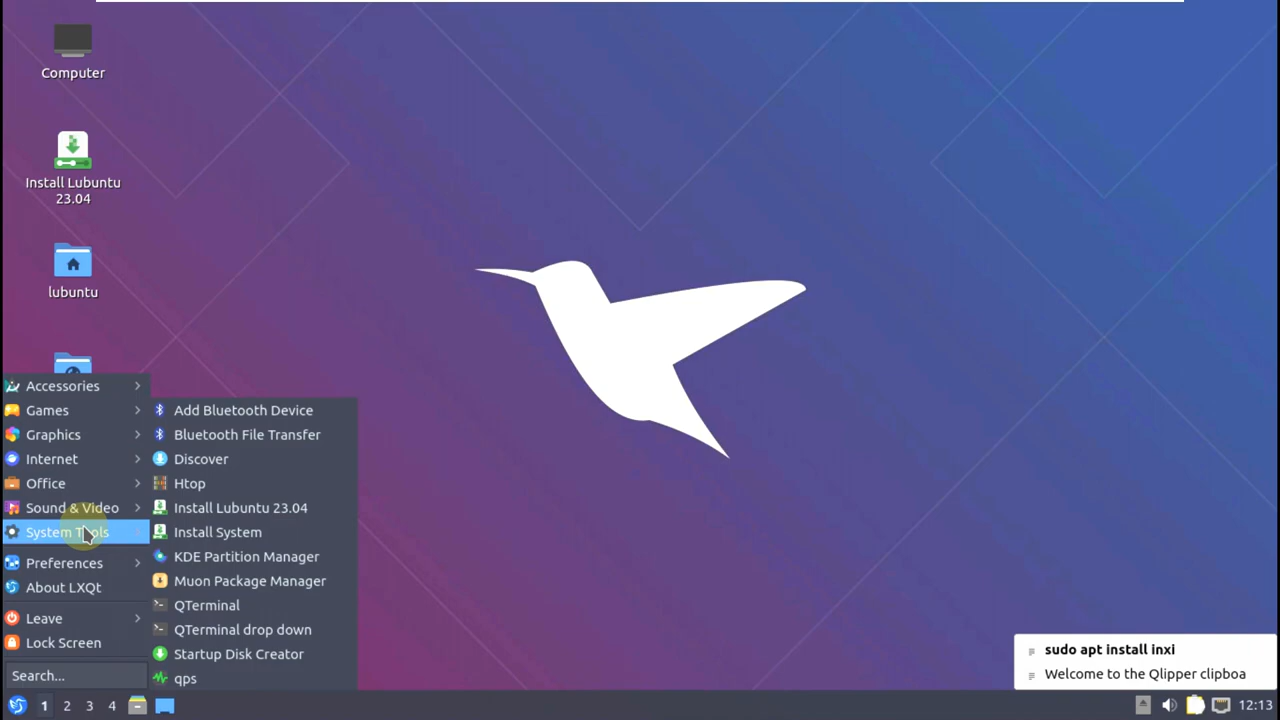 Computer
Install Lubuntu
23.04
lubuntu
Accessories
Games
Graphics
Internet
Office
Sound & Video
System Tools
Preferences
About LXQt
Leave
Lock Screen
Search...
Add Bluetooth Device
Bluetooth File Transfer
Discover
Htop
Install Lubuntu 23.04
Install System
KDE Partition Manager
Muon Package Manager
QTerminal
QTerminal drop down
Startup Disk Creator
qps
sudo apt install inxi
Welcome to the Qlipper clipboa
1 2 3 4
12:13